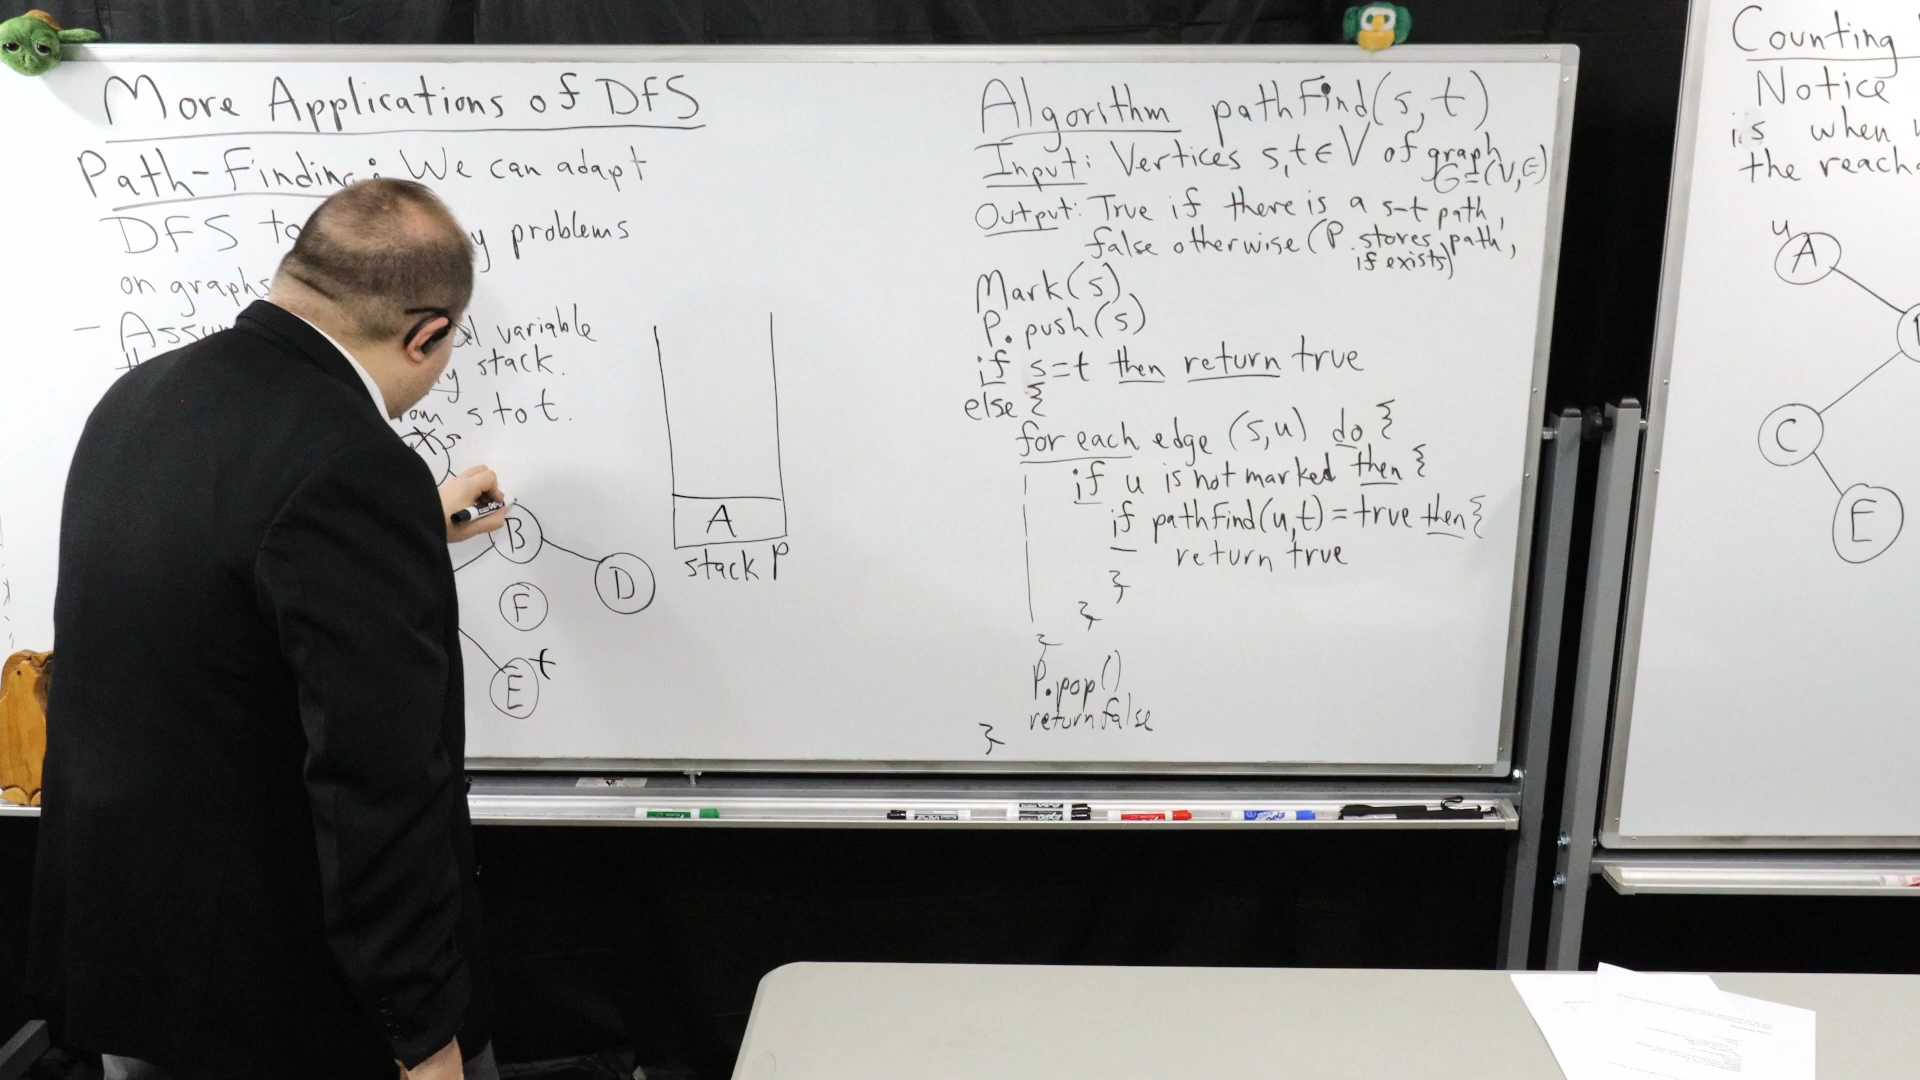 More Applications of DFS
Path-Finding: We can adapt
DFS to y problems
on graphs
- variable
stack.
s to t.
s
B
D
F
E t
A
stack P
Algorithm pathFind(s, t)
Input: Vertices s, t ∈ V of graph
G=(V,E)
Output: True if there is a s-t path,
false otherwise (P stores path,
if exists)
Mark(s)
P.push(s)
if s=t then return true
else {
for each edge (s,u) do {
if u is not marked then {
if pathFind(u,t) = true then {
return true
}
}
}
P.pop()
return false
}
Counting
Notice
is when
the reach
u
A
C
E